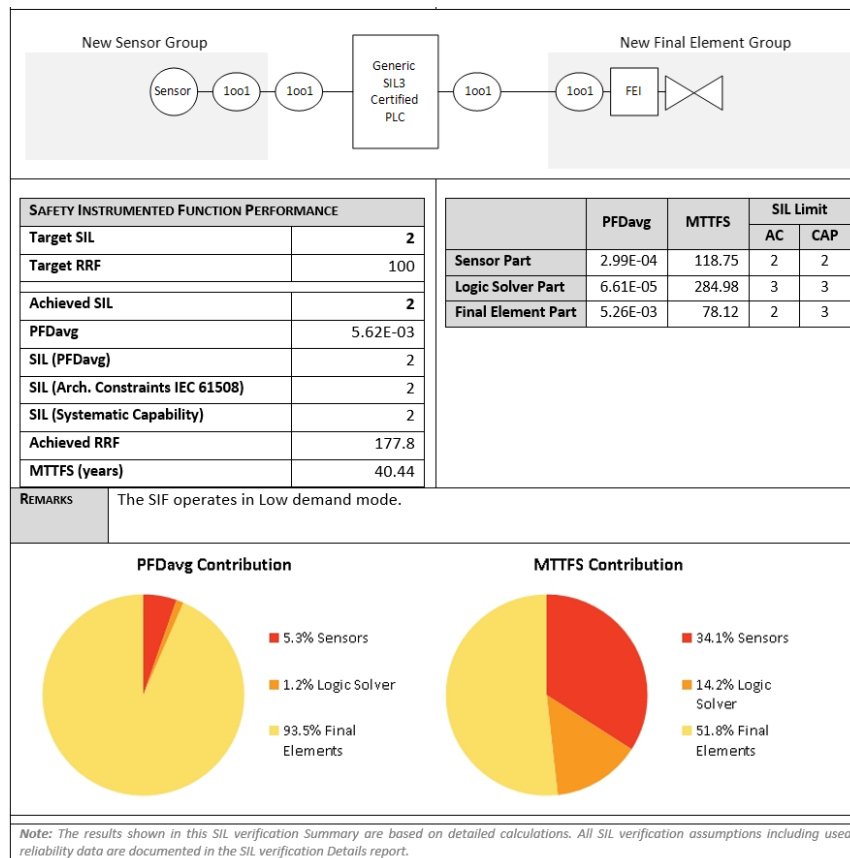 New Sensor Group
New Final Element Group
Sensor
1oo1
1oo1
Generic
SIL3
Certified
PLC
1oo1
1oo1
FEI
SAFETY INSTRUMENTED FUNCTION PERFORMANCE
Target SIL 2
Target RRF 100
Achieved SIL 2
PFDavg 5.62E-03
SIL (PFDavg) 2
SIL (Arch. Constraints IEC 61508) 2
SIL (Systematic Capability) 2
Achieved RRF 177.8
MTTFS (years) 40.44
PFDavg MTTFS SIL Limit
AC CAP
Sensor Part 2.99E-04 118.75 2 2
Logic Solver Part 6.61E-05 284.98 3 3
Final Element Part 5.26E-03 78.12 2 3
REMARKS The SIF operates in Low demand mode.
PFDavg Contribution
5.3% Sensors
1.2% Logic Solver
93.5% Final
Elements
MTTFS Contribution
34.1% Sensors
14.2% Logic
Solver
51.8% Final
Elements
Note: The results shown in this SIL verification Summary are based on detailed calculations. All SIL verification assumptions including used
reliability data are documented in the SIL verification Details report.